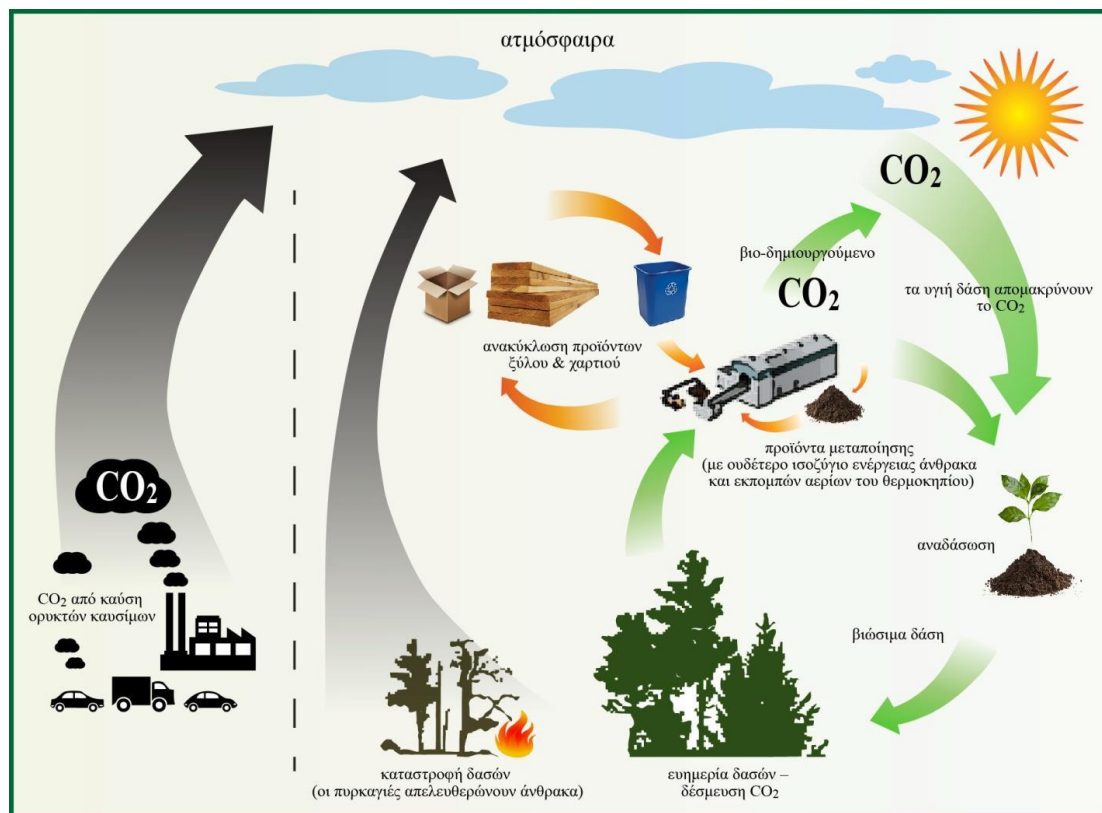 ατμόσφαιρα
CO₂
βιο-δημιουργούμενο
CO₂
τα υγιή δάση απομακρύνουν
το CO₂
ανακύκλωση προϊόντων
ξύλου & χαρτιού
προϊόντα μεταποίησης
(με ουδέτερο ισοζύγιο ενέργειας άνθρακα
και εκπομπών αερίων του θερμοκηπίου)
CO₂
CO₂ από καύση
ορυκτών καυσίμων
αναδάσωση
βιώσιμα δάση
καταστροφή δασών
(οι πυρκαγιές απελευθερώνουν άνθρακα)
ευημερία δασών –
δέσμευση CO₂